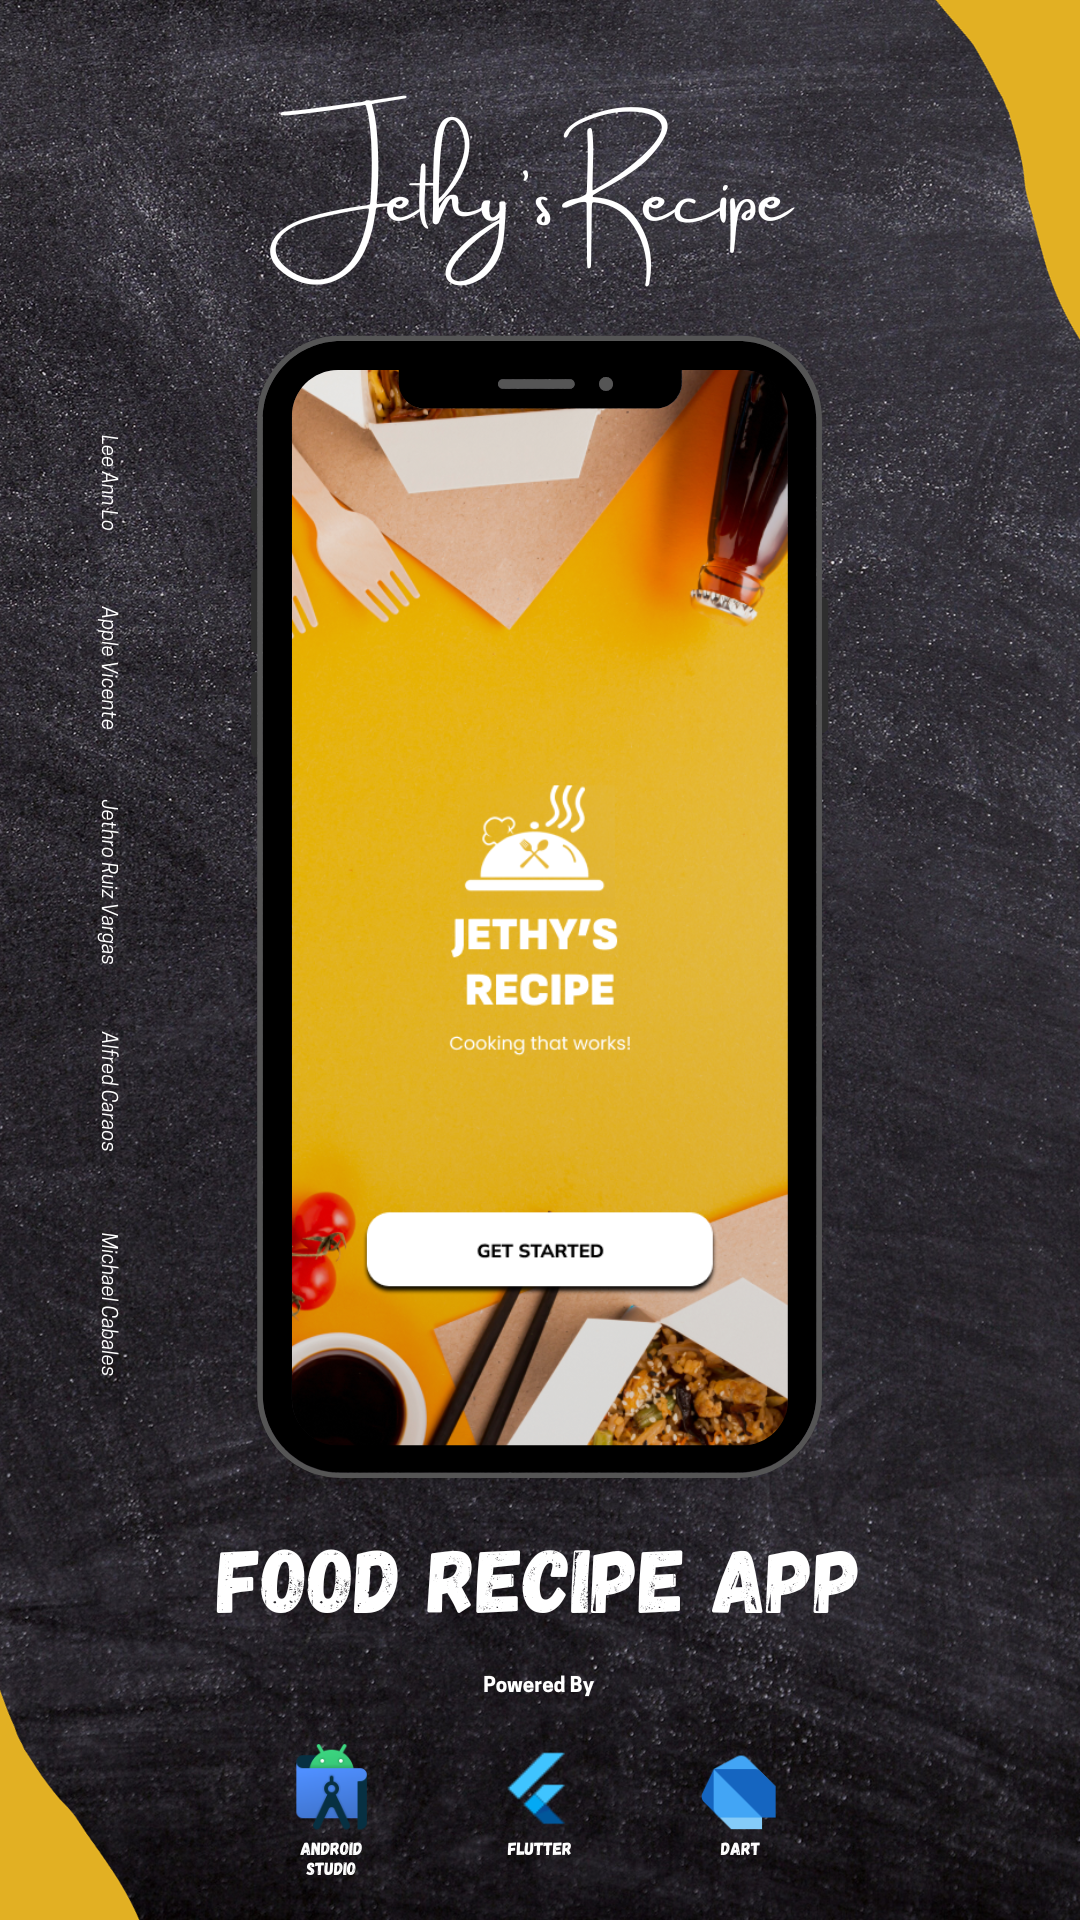 Jethy's Recipe
Lee Ann Lo
Apple Vicente
Jethro Ruiz Vargas
Alfred Caraos
Michael Cabales
JETHY'S
RECIPE
Cooking that works!
GET STARTED
FOOD RECIPE APP
Powered By
ANDROID
STUDIO
FLUTTER
DART